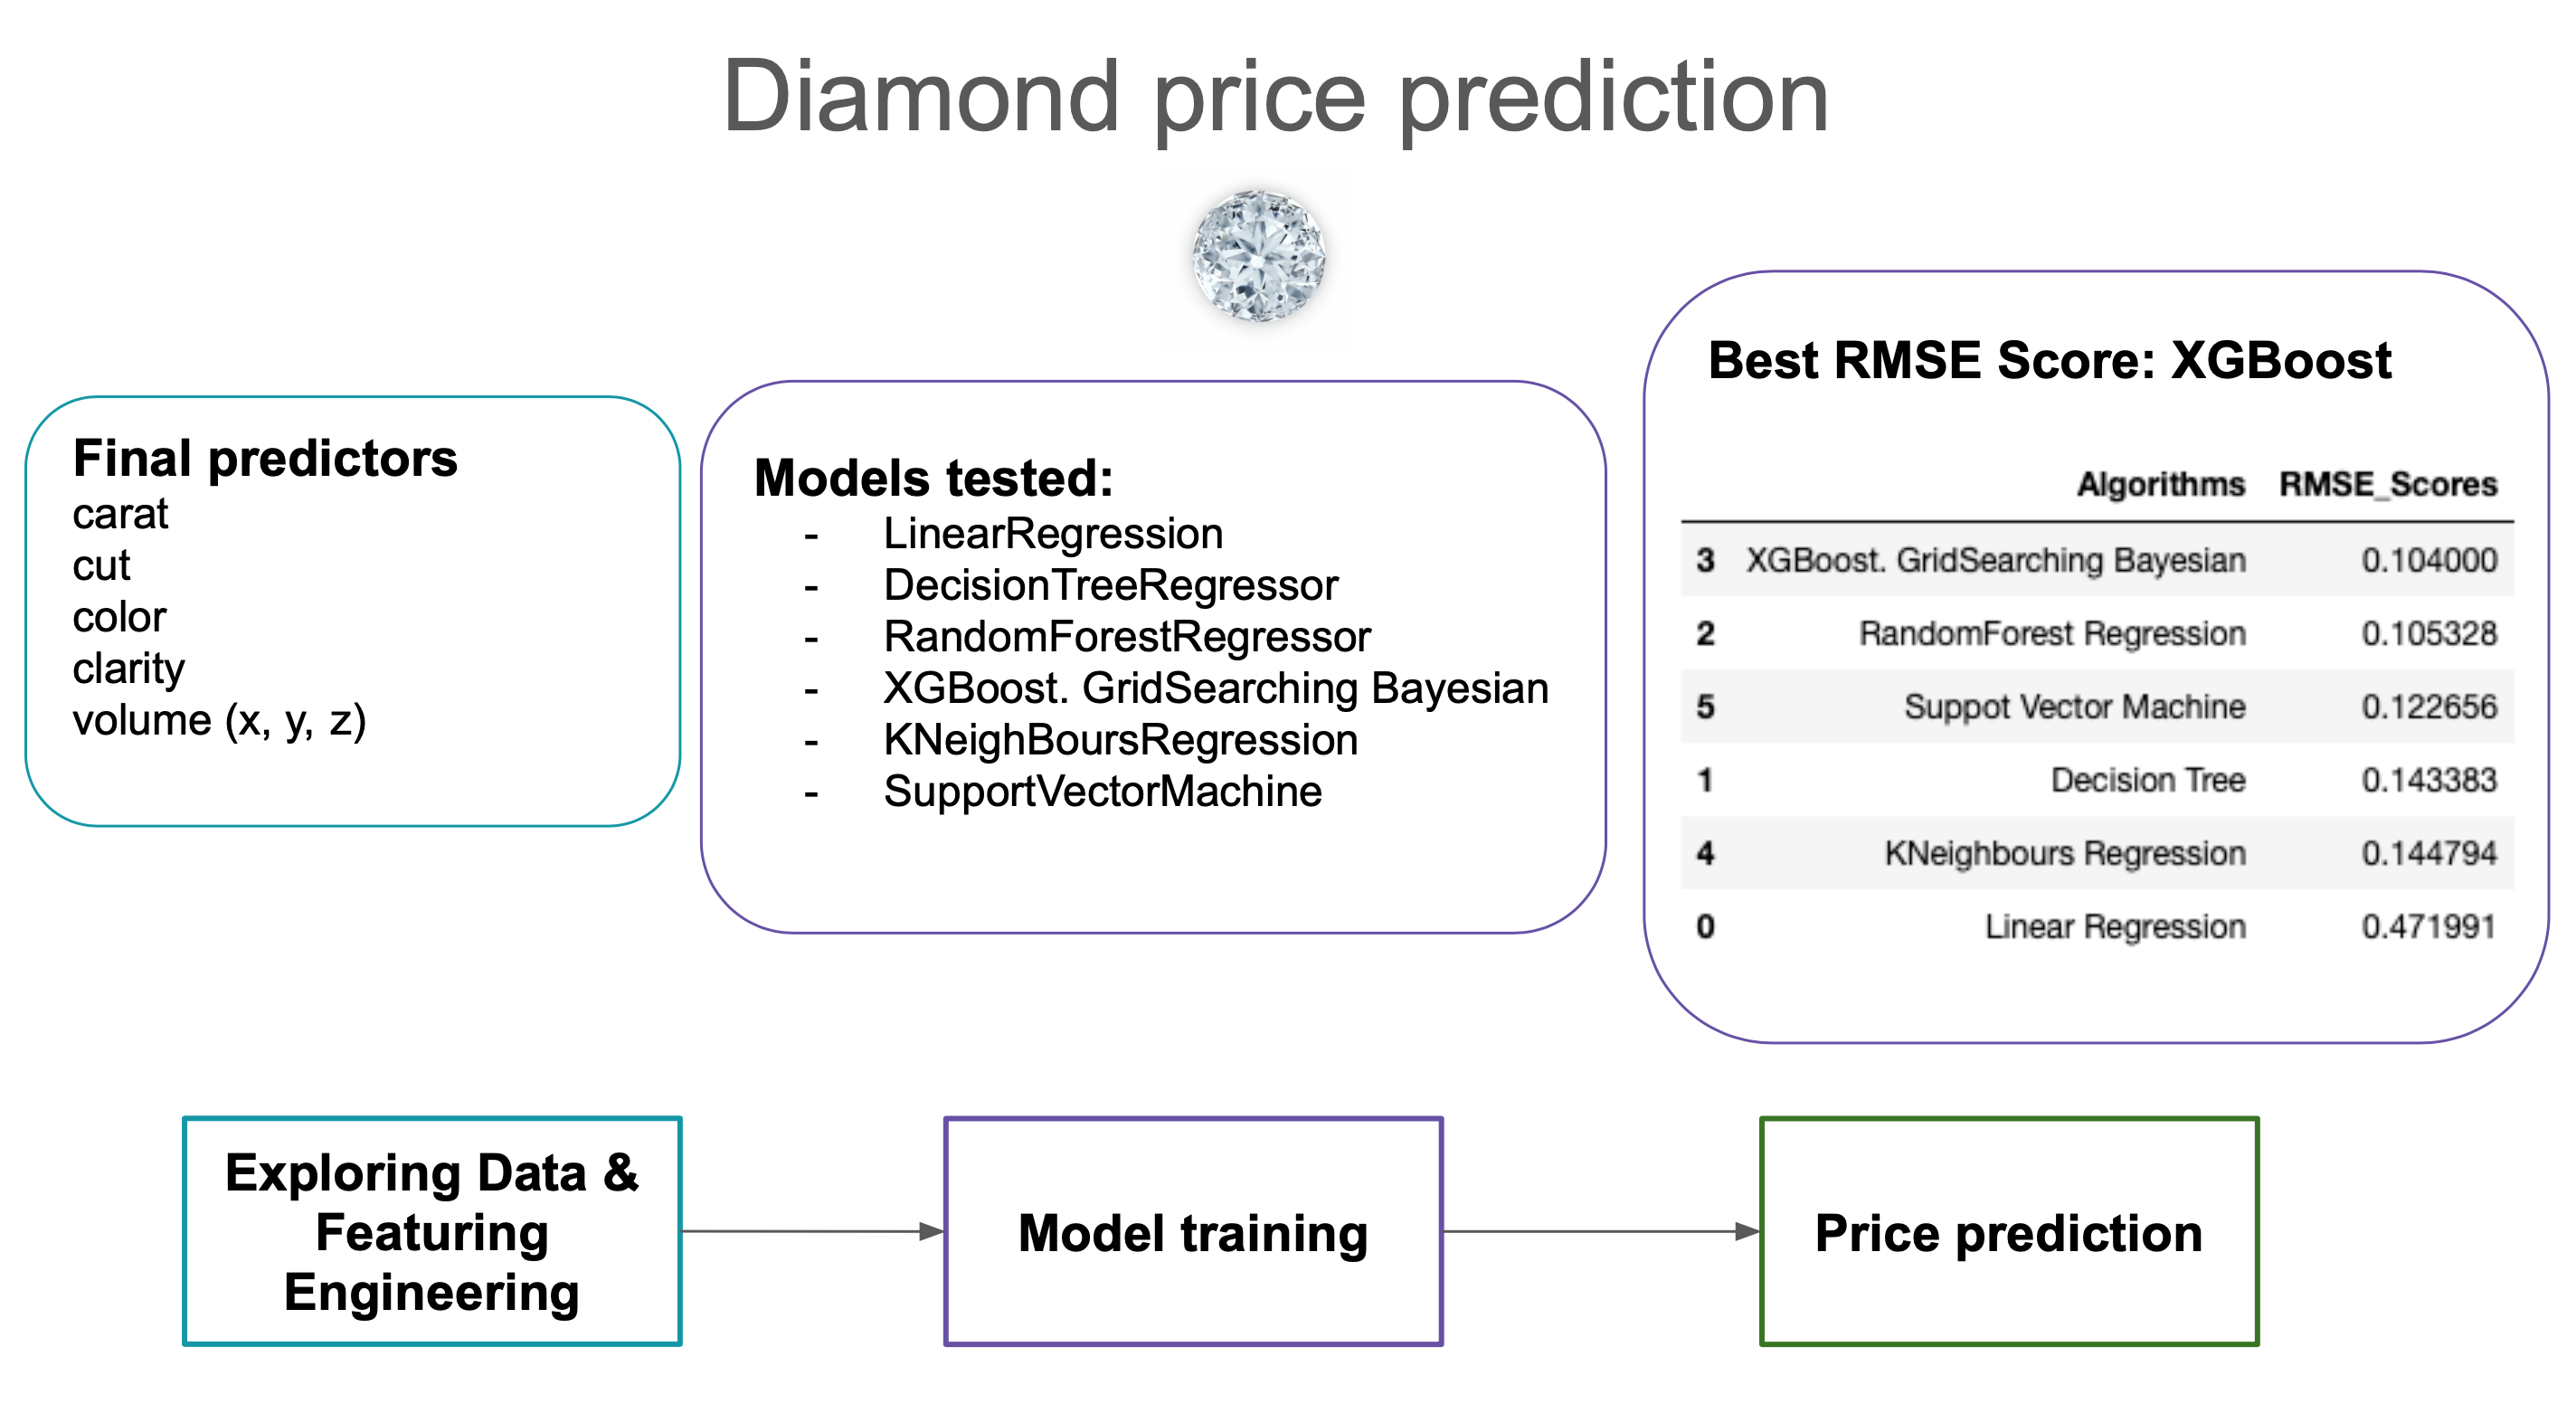 Diamond price prediction
Final predictors
carat
cut
color
clarity
volume (x, y, z)
Models tested:
- LinearRegression
- DecisionTreeRegressor
- RandomForestRegressor
- XGBoost. GridSearching Bayesian
- KNeighBoursRegression
- SupportVectorMachine
Best RMSE Score: XGBoost
Algorithms RMSE_Scores
3 XGBoost. GridSearching Bayesian 0.104000
2 RandomForest Regression 0.105328
5 Suppot Vector Machine 0.122656
1 Decision Tree 0.143383
4 KNeighbours Regression 0.144794
0 Linear Regression 0.471991
Exploring Data &
Featuring
Engineering
Model training
Price prediction